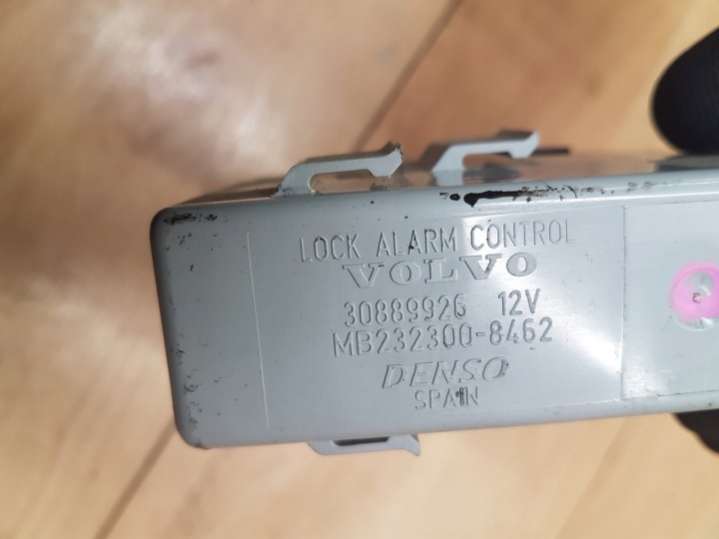 LOCK ALARM CONTROL
VOLVO
30889926 12V
MB232300-8462
DENSO
SPAIN